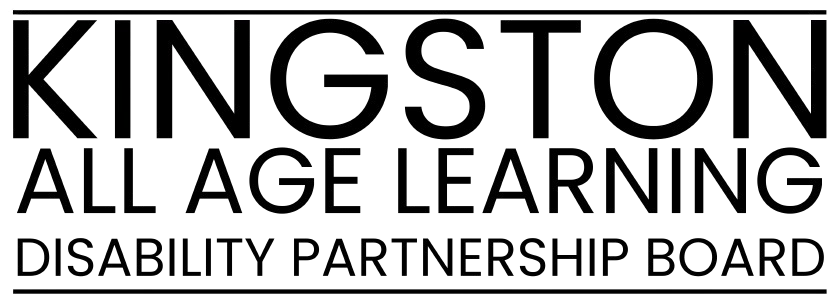 KINGSTON
ALL AGE LEARNING
DISABILITY PARTNERSHIP BOARD